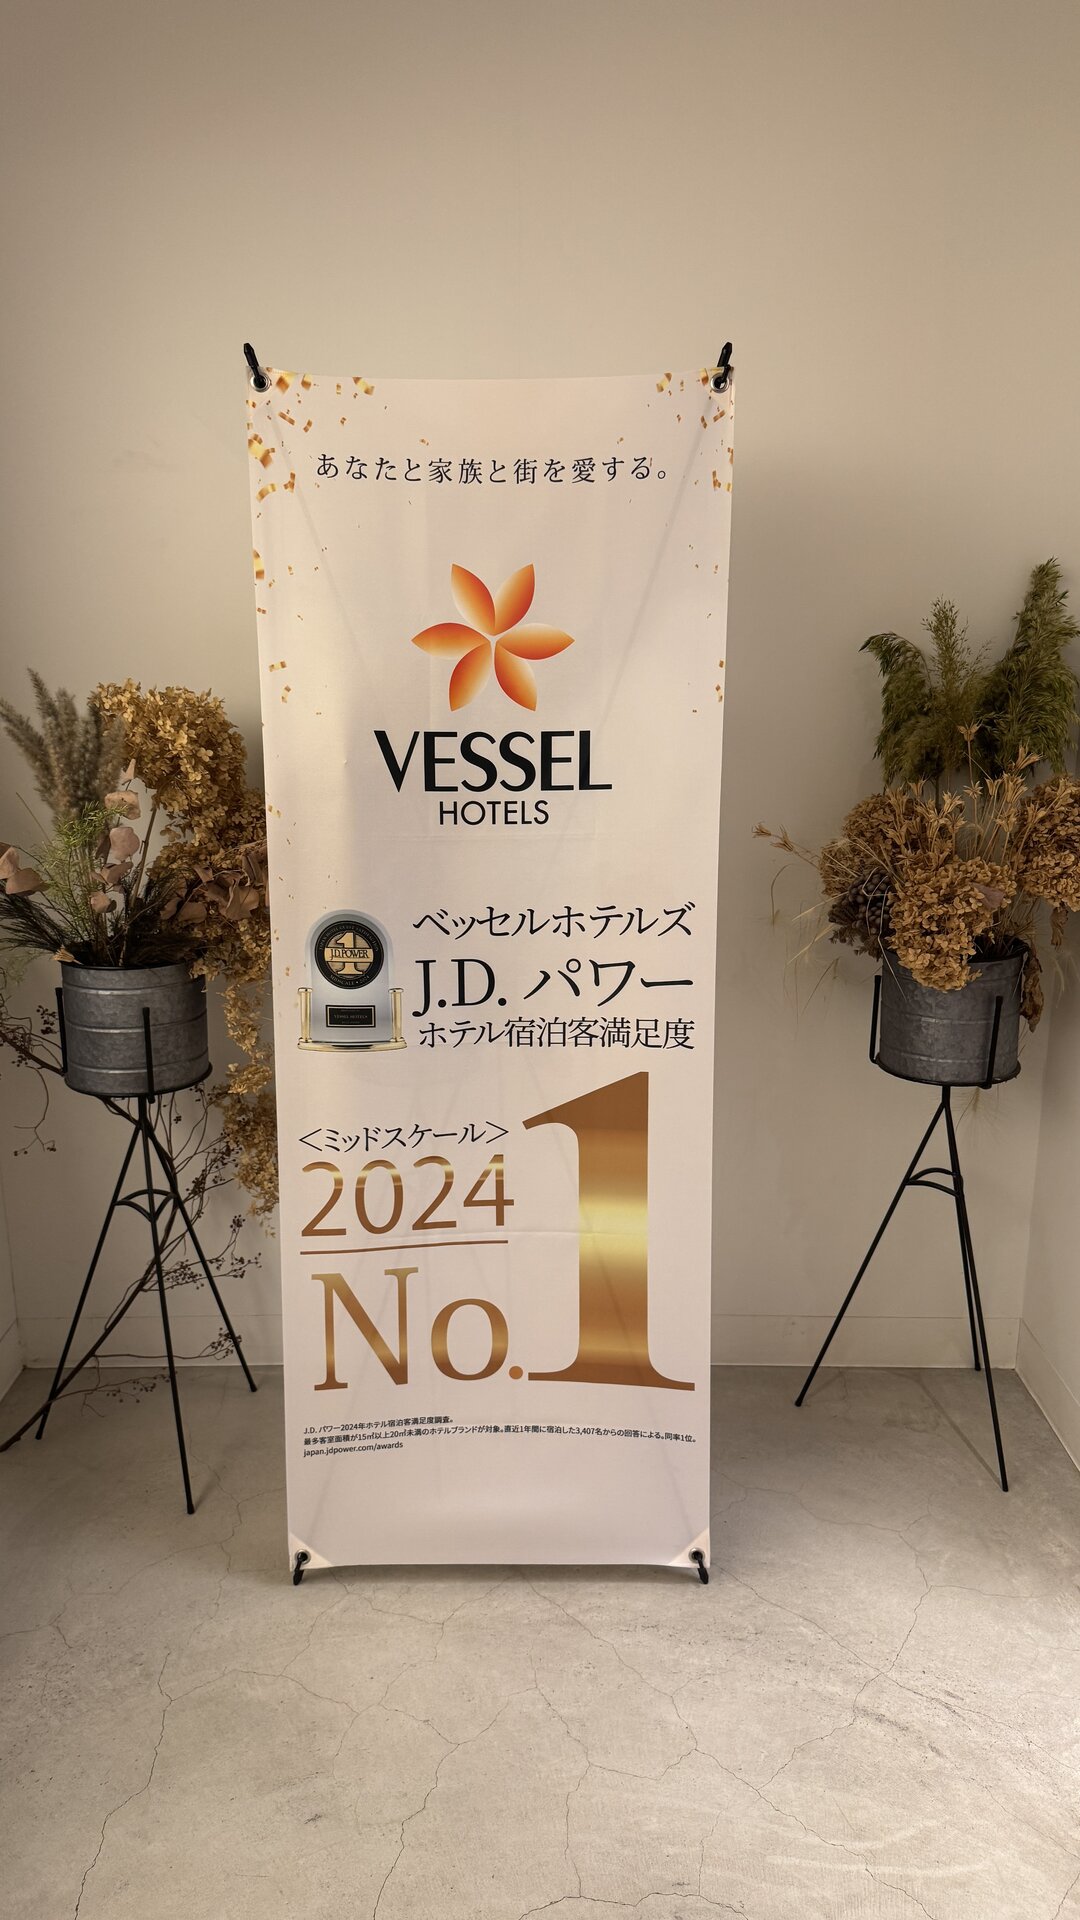 あなたと家族と街を愛する。
VESSEL
HOTELS
ベッセルホテルズ
J.D. パワー
ホテル宿泊客満足度
J.D. POWER
VESSEL HOTELS
<ミッドスケール>
2024
No.1
J.D. パワー2024年ホテル宿泊客満足度調査。
最多客室面積が15㎡以上20㎡未満のホテルブランドが対象。直近1年間に宿泊した3,407名からの回答による。同率1位。
japan.jdpower.com/awards